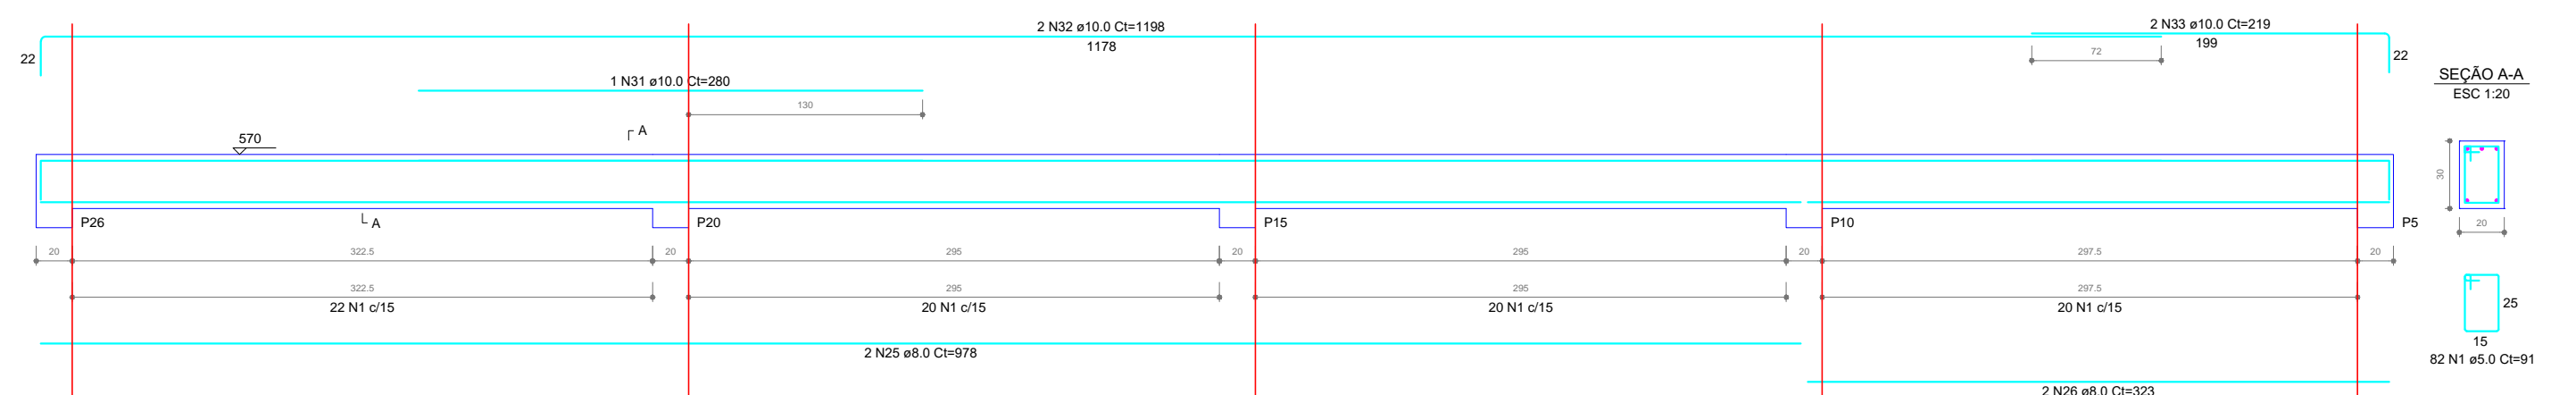 2 N32 ø10.0 Ct=1198
1178
2 N33 ø10.0 Ct=219
199
22
22
72
1 N31 ø10.0 Ct=280
130
SEÇÃO A-A
ESC 1:20
A
570
30
A
P26
P20
P15
P10
P5
20
20
322.5
20
295
20
295
20
297.5
20
322.5
295
295
297.5
22 N1 c/15
20 N1 c/15
20 N1 c/15
20 N1 c/15
25
15
2 N25 ø8.0 Ct=978
82 N1 ø5.0 Ct=91
2 N26 ø8.0 Ct=323